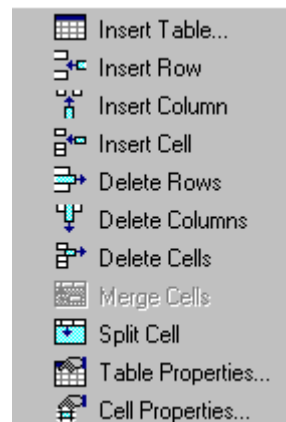 Insert Table...
Insert Row
Insert Column
Insert Cell
Delete Rows
Delete Columns
Delete Cells
Merge Cells
Split Cell
Table Properties...
Cell Properties...